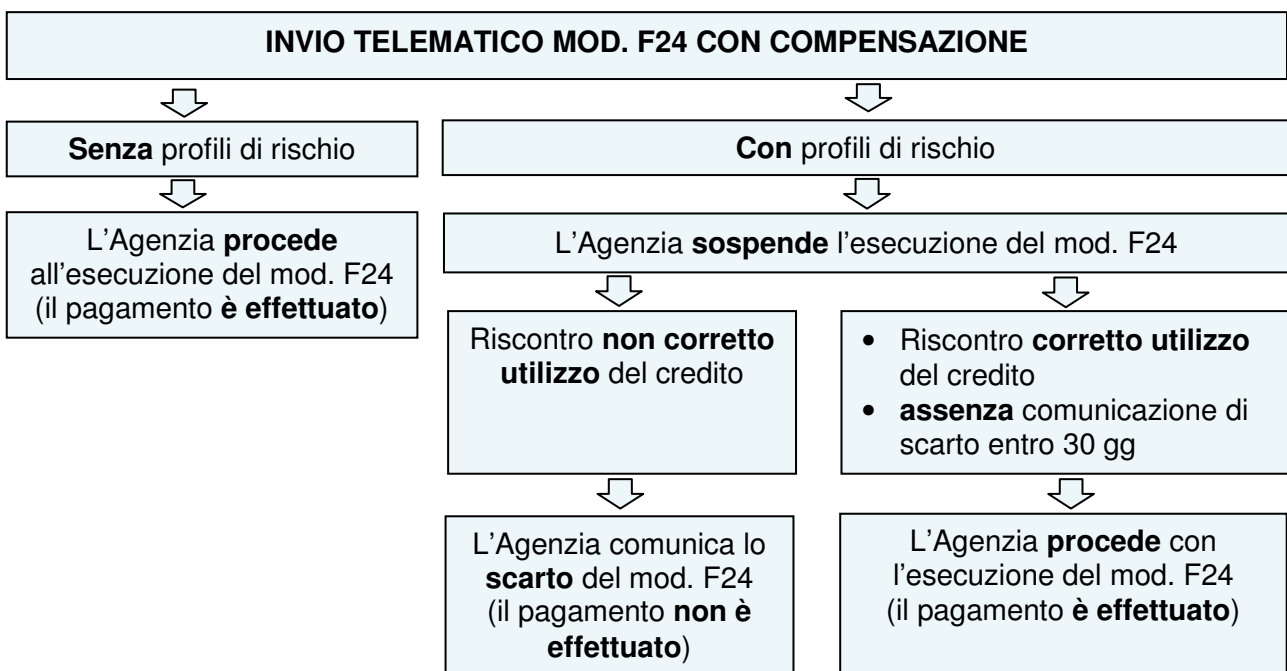 INVIO TELEMATICO MOD. F24 CON COMPENSAZIONE
Senza profili di rischio
Con profili di rischio
L’Agenzia procede
all’esecuzione del mod. F24
(il pagamento è effettuato)
L’Agenzia sospende l’esecuzione del mod. F24
Riscontro non corretto
utilizzo del credito
• Riscontro corretto utilizzo
del credito
• assenza comunicazione di
scarto entro 30 gg
L’Agenzia comunica lo
scarto del mod. F24
(il pagamento non è
effettuato)
L’Agenzia procede con
l’esecuzione del mod. F24
(il pagamento è effettuato)